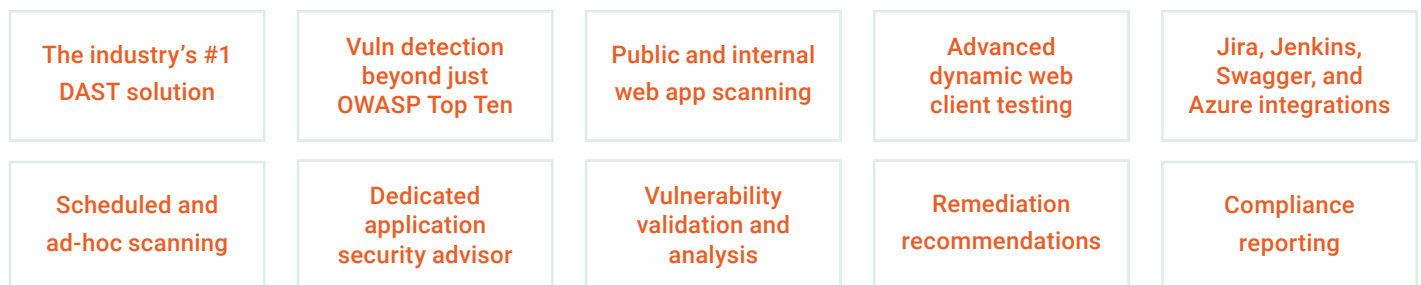 The industry’s #1
DAST solution
Vuln detection
beyond just
OWASP Top Ten
Public and internal
web app scanning
Advanced
dynamic web
client testing
Jira, Jenkins,
Swagger, and
Azure integrations
Scheduled and
ad-hoc scanning
Dedicated
application
security advisor
Vulnerability
validation and
analysis
Remediation
recommendations
Compliance
reporting